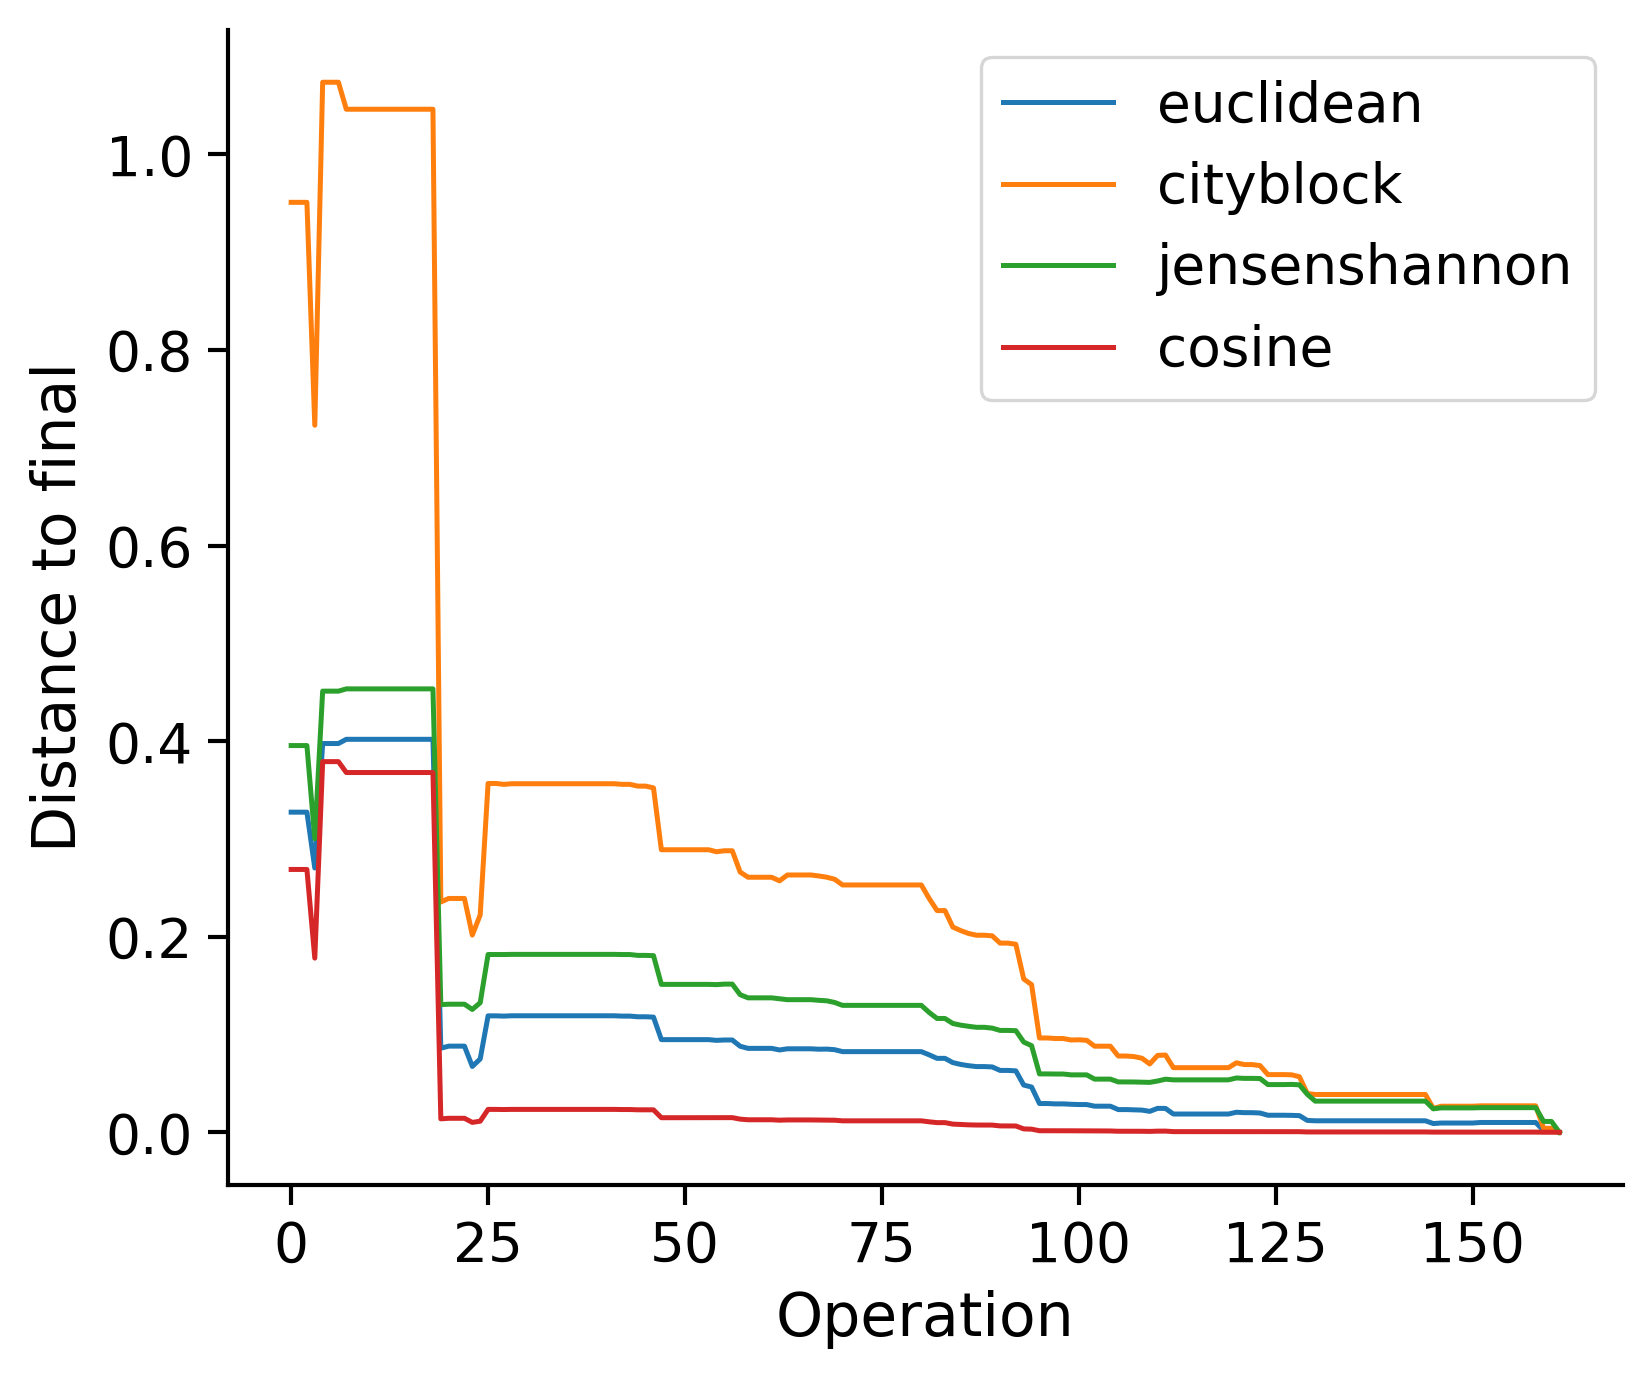 euclidean
cityblock
jensenshannon
cosine
Distance to final
1.0
0.8
0.6
0.4
0.2
0.0
0 25 50 75 100 125 150
Operation